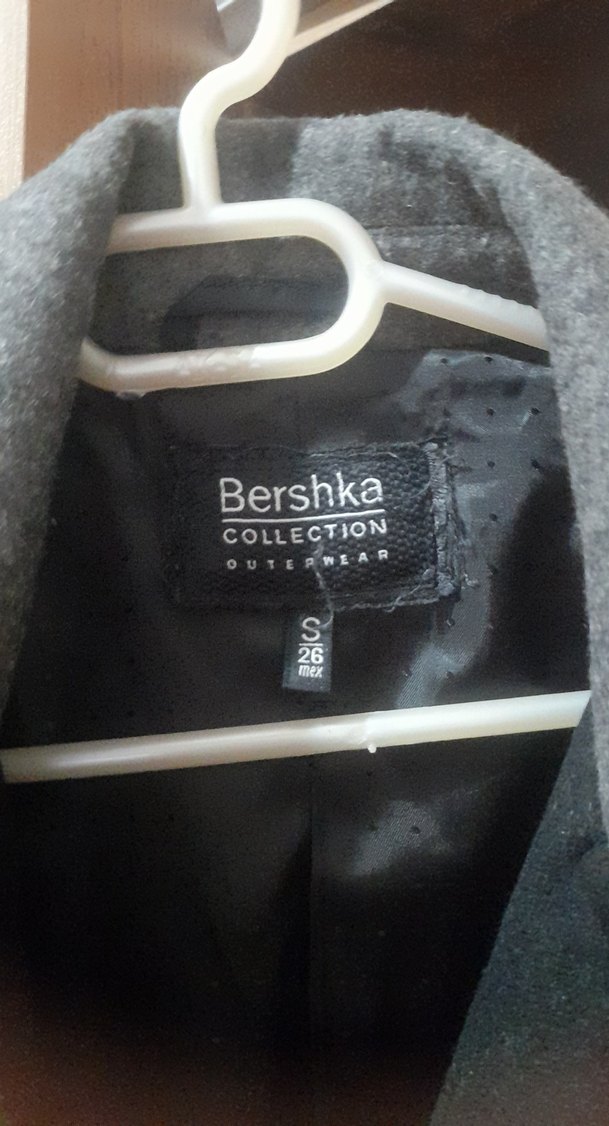 Bershka
COLLECTION
OUTERWEAR
S
26
mex